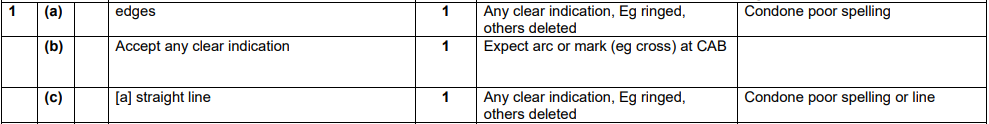 1 (a) edges 1 Any clear indication, Eg ringed, Condone poor spelling
others deleted
(b) Accept any clear indication 1 Expect arc or mark (eg cross) at CAB
(c) [a] straight line 1 Any clear indication, Eg ringed, Condone poor spelling or line
others deleted